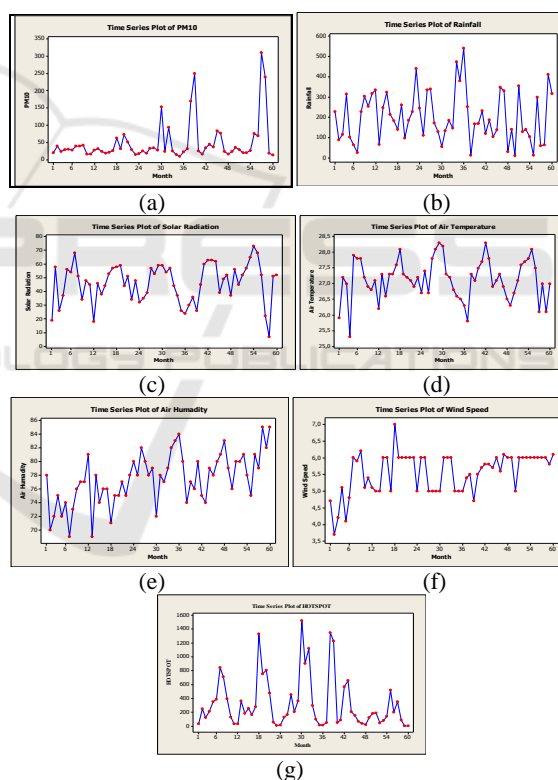 Time Series Plot of PM10
350
300
250
200
150
100
50
0
PM10
1 6 12 18 24 30 36 42 48 54 60
Month
(a)
Time Series Plot of Rainfall
600
500
400
300
200
100
0
Rainfall
1 6 12 18 24 30 36 42 48 54 60
Month
(b)
Time Series Plot of Solar Radiation
80
70
60
50
40
30
20
10
0
Solar Radiation
1 6 12 18 24 30 36 42 48 54 60
Month
(c)
Time Series Plot of Air Temperature
28,5
28,0
27,5
27,0
26,5
26,0
25,5
25,0
Air Temperature
1 6 12 18 24 30 36 42 48 54 60
Month
(d)
Time Series Plot of Air Humadity
86
84
82
80
78
76
74
72
70
Air Humadity
1 6 12 18 24 30 36 42 48 54 60
Month
(e)
Time Series Plot of Wind Speed
7,0
6,5
6,0
5,5
5,0
4,5
4,0
3,5
Wind Speed
1 6 12 18 24 30 36 42 48 54 60
Month
(f)
Time Series Plot of HOTSPOT
1600
1400
1200
1000
800
600
400
200
0
HOTSPOT
1 6 12 18 24 30 36 42 48 54 60
Month
(g)